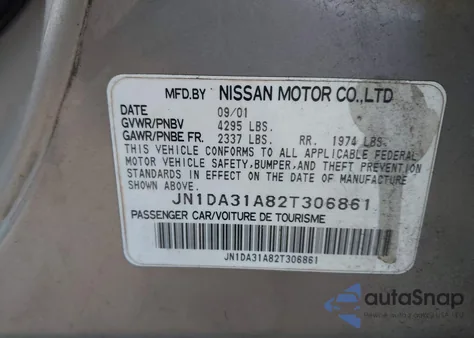 MFD.BY NISSAN MOTOR CO.,LTD
DATE 09/01
GVWR/PNBV 4295 LBS.
GAWR/PNBE FR. 2337 LBS. RR. 1974 LBS.
THIS VEHICLE CONFORMS TO ALL APPLICABLE FEDERAL
MOTOR VEHICLE SAFETY, BUMPER, AND THEFT PREVENTION
STANDARDS IN EFFECT ON THE DATE OF MANUFACTURE
SHOWN ABOVE.
JN1DA31A82T306861
PASSENGER CAR/VOITURE DE TOURISME
JN1DA31A82T306861
autoSnap